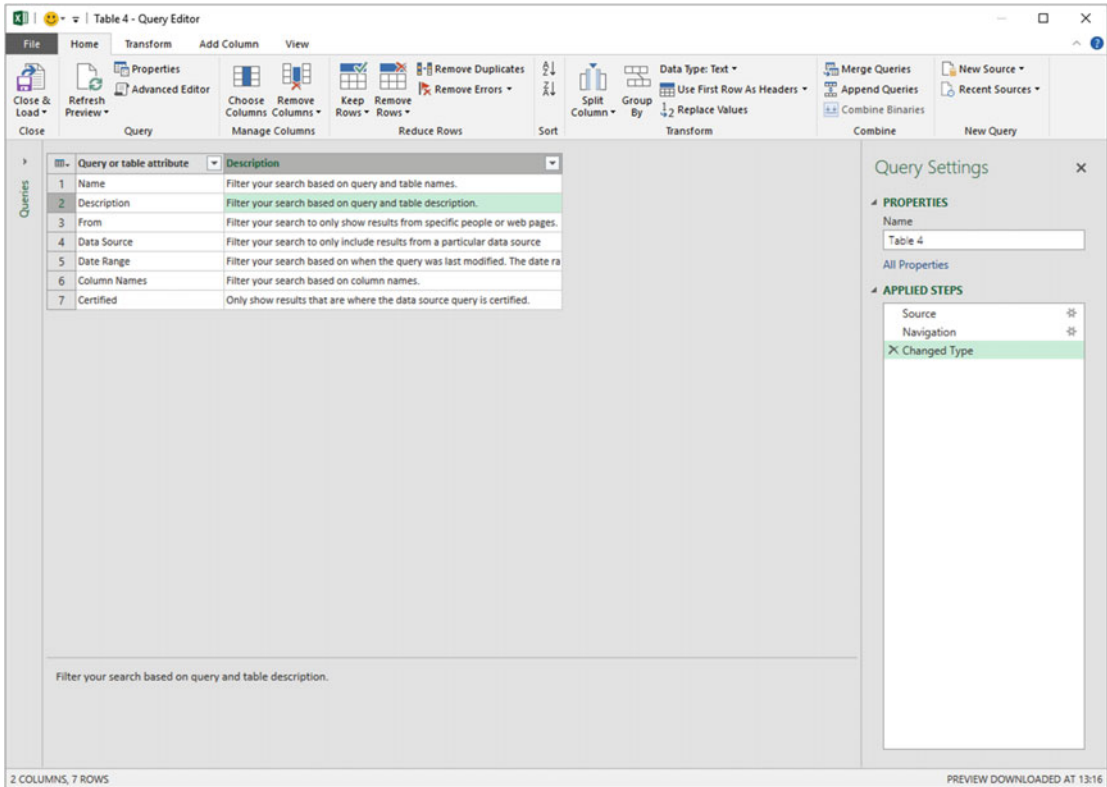 Table 4 - Query Editor
File Home Transform Add Column View
Close & Load
Close
Refresh Preview
Properties
Advanced Editor
Query
Choose Columns
Remove Columns
Manage Columns
Keep Rows
Remove Rows
Remove Duplicates
Remove Errors
Reduce Rows
Sort
Split Column
Group By
Data Type: Text
Use First Row As Headers
1 2 Replace Values
Transform
Merge Queries
Append Queries
Combine Binaries
Combine
New Source
Recent Sources
New Query
Queries
Query or table attribute Description
1 Name Filter your search based on query and table names.
2 Description Filter your search based on query and table description.
3 From Filter your search to only show results from specific people or web pages.
4 Data Source Filter your search to only include results from a particular data source
5 Date Range Filter your search based on when the query was last modified. The date ra
6 Column Names Filter your search based on column names.
7 Certified Only show results that are where the data source query is certified.
Filter your search based on query and table description.
Query Settings
PROPERTIES
Name
Table 4
All Properties
APPLIED STEPS
Source
Navigation
Changed Type
2 COLUMNS, 7 ROWS
PREVIEW DOWNLOADED AT 13:16